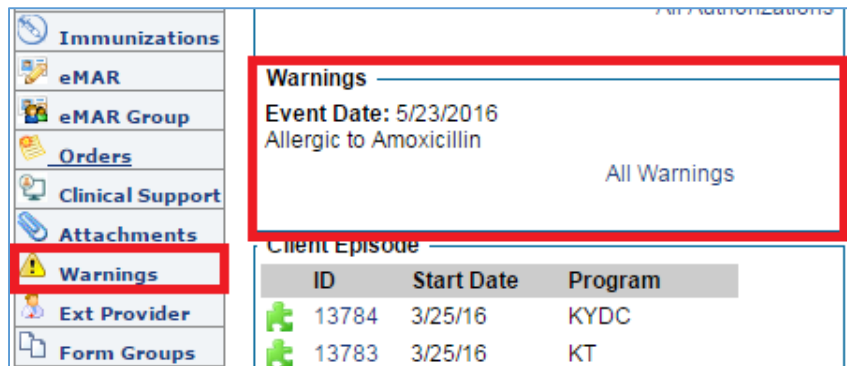 Immunizations
eMAR
eMAR Group
Orders
Clinical Support
Attachments
Warnings
Ext Provider
Form Groups
All Authorizations
Warnings
Event Date: 5/23/2016
Allergic to Amoxicillin
All Warnings
Client Episode
ID Start Date Program
13784 3/25/16 KYDC
13783 3/25/16 KT